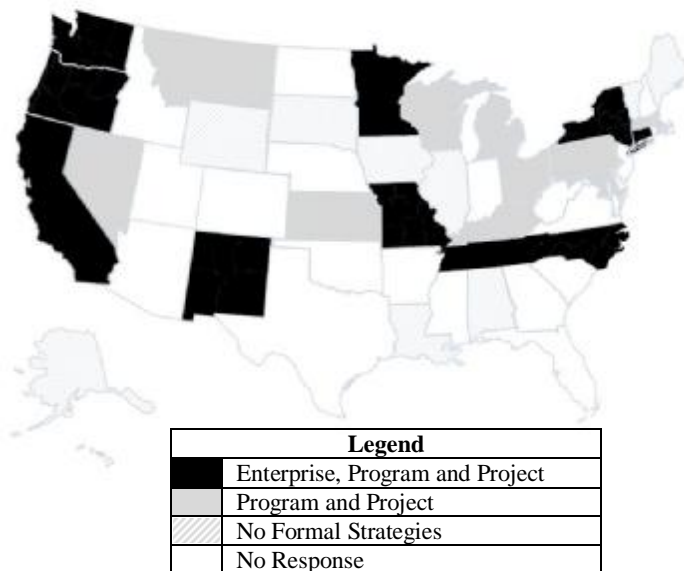 Legend
Enterprise, Program and Project
Program and Project
No Formal Strategies
No Response